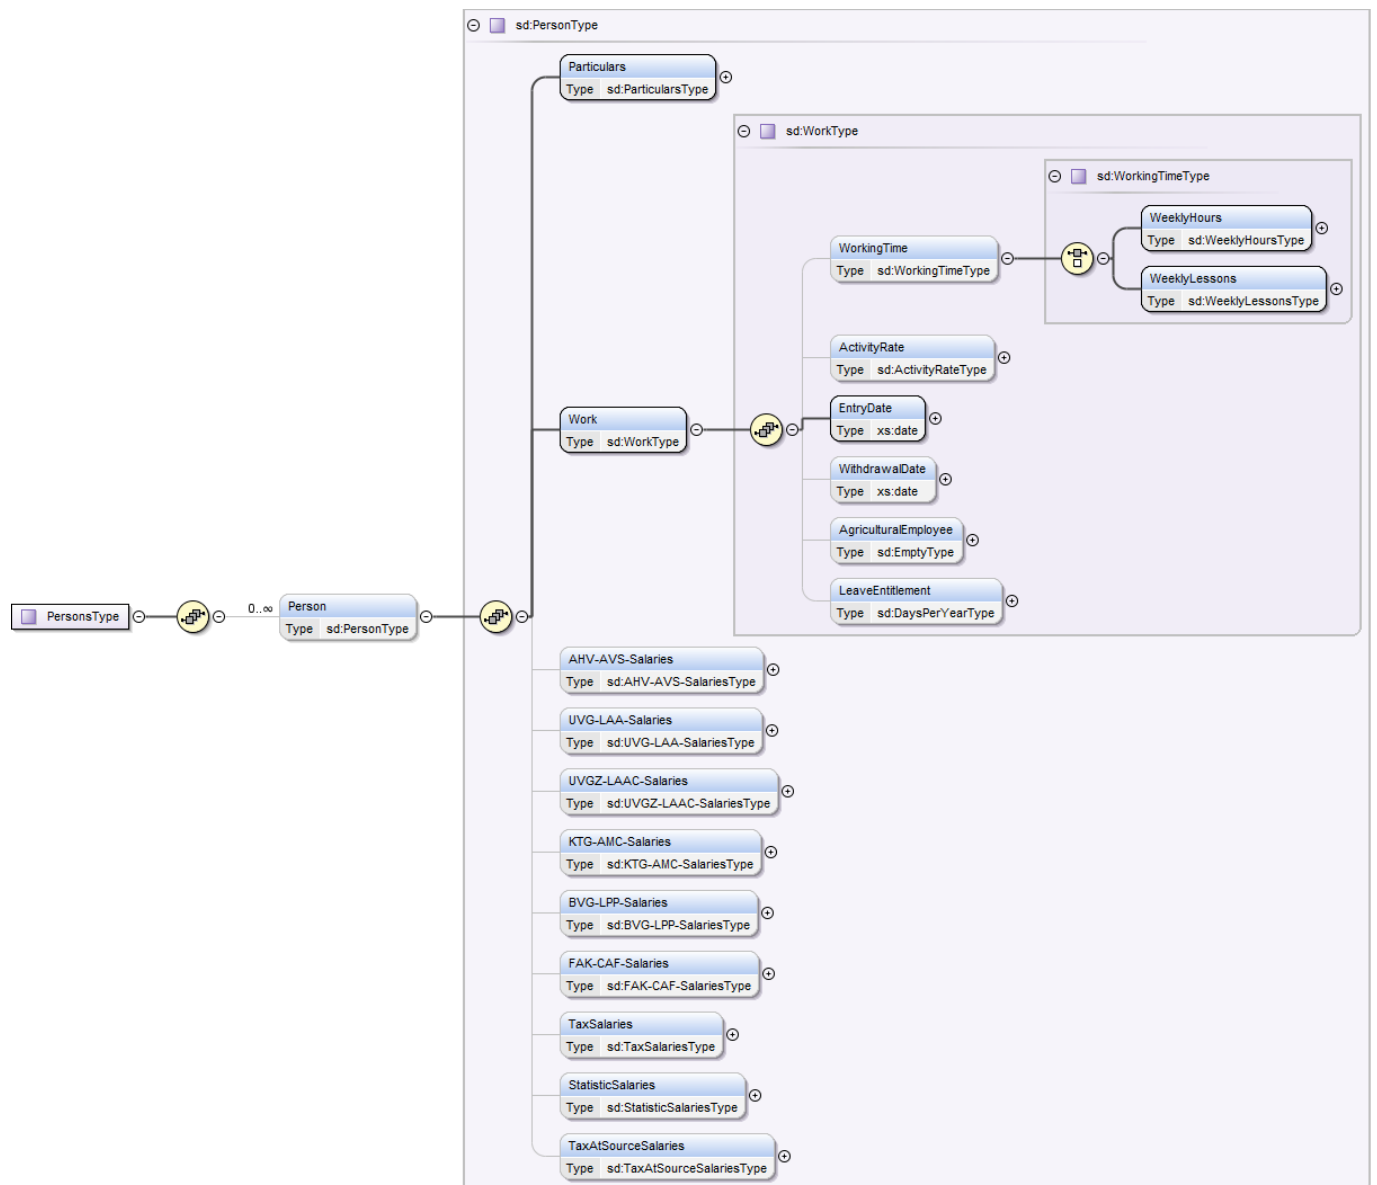 sd:PersonType
Particulars
Type sd:ParticularsType
sd:WorkType
sd:WorkingTimeType
WeeklyHours
Type sd:WeeklyHoursType
WorkingTime
Type sd:WorkingTimeType
WeeklyLessons
Type sd:WeeklyLessonsType
ActivityRate
Type sd:ActivityRateType
EntryDate
Type xs:date
Work
Type sd:WorkType
WithdrawalDate
Type xs:date
AgriculturalEmployee
Type sd:EmptyType
LeaveEntitlement
Type sd:DaysPerYearType
PersonsType
0..∞
Person
Type sd:PersonType
AHV-AVS-Salaries
Type sd:AHV-AVS-SalariesType
UVG-LAA-Salaries
Type sd:UVG-LAA-SalariesType
UVGZ-LAAC-Salaries
Type sd:UVGZ-LAAC-SalariesType
KTG-AMC-Salaries
Type sd:KTG-AMC-SalariesType
BVG-LPP-Salaries
Type sd:BVG-LPP-SalariesType
FAK-CAF-Salaries
Type sd:FAK-CAF-SalariesType
TaxSalaries
Type sd:TaxSalariesType
StatisticSalaries
Type sd:StatisticSalariesType
TaxAtSourceSalaries
Type sd:TaxAtSourceSalariesType